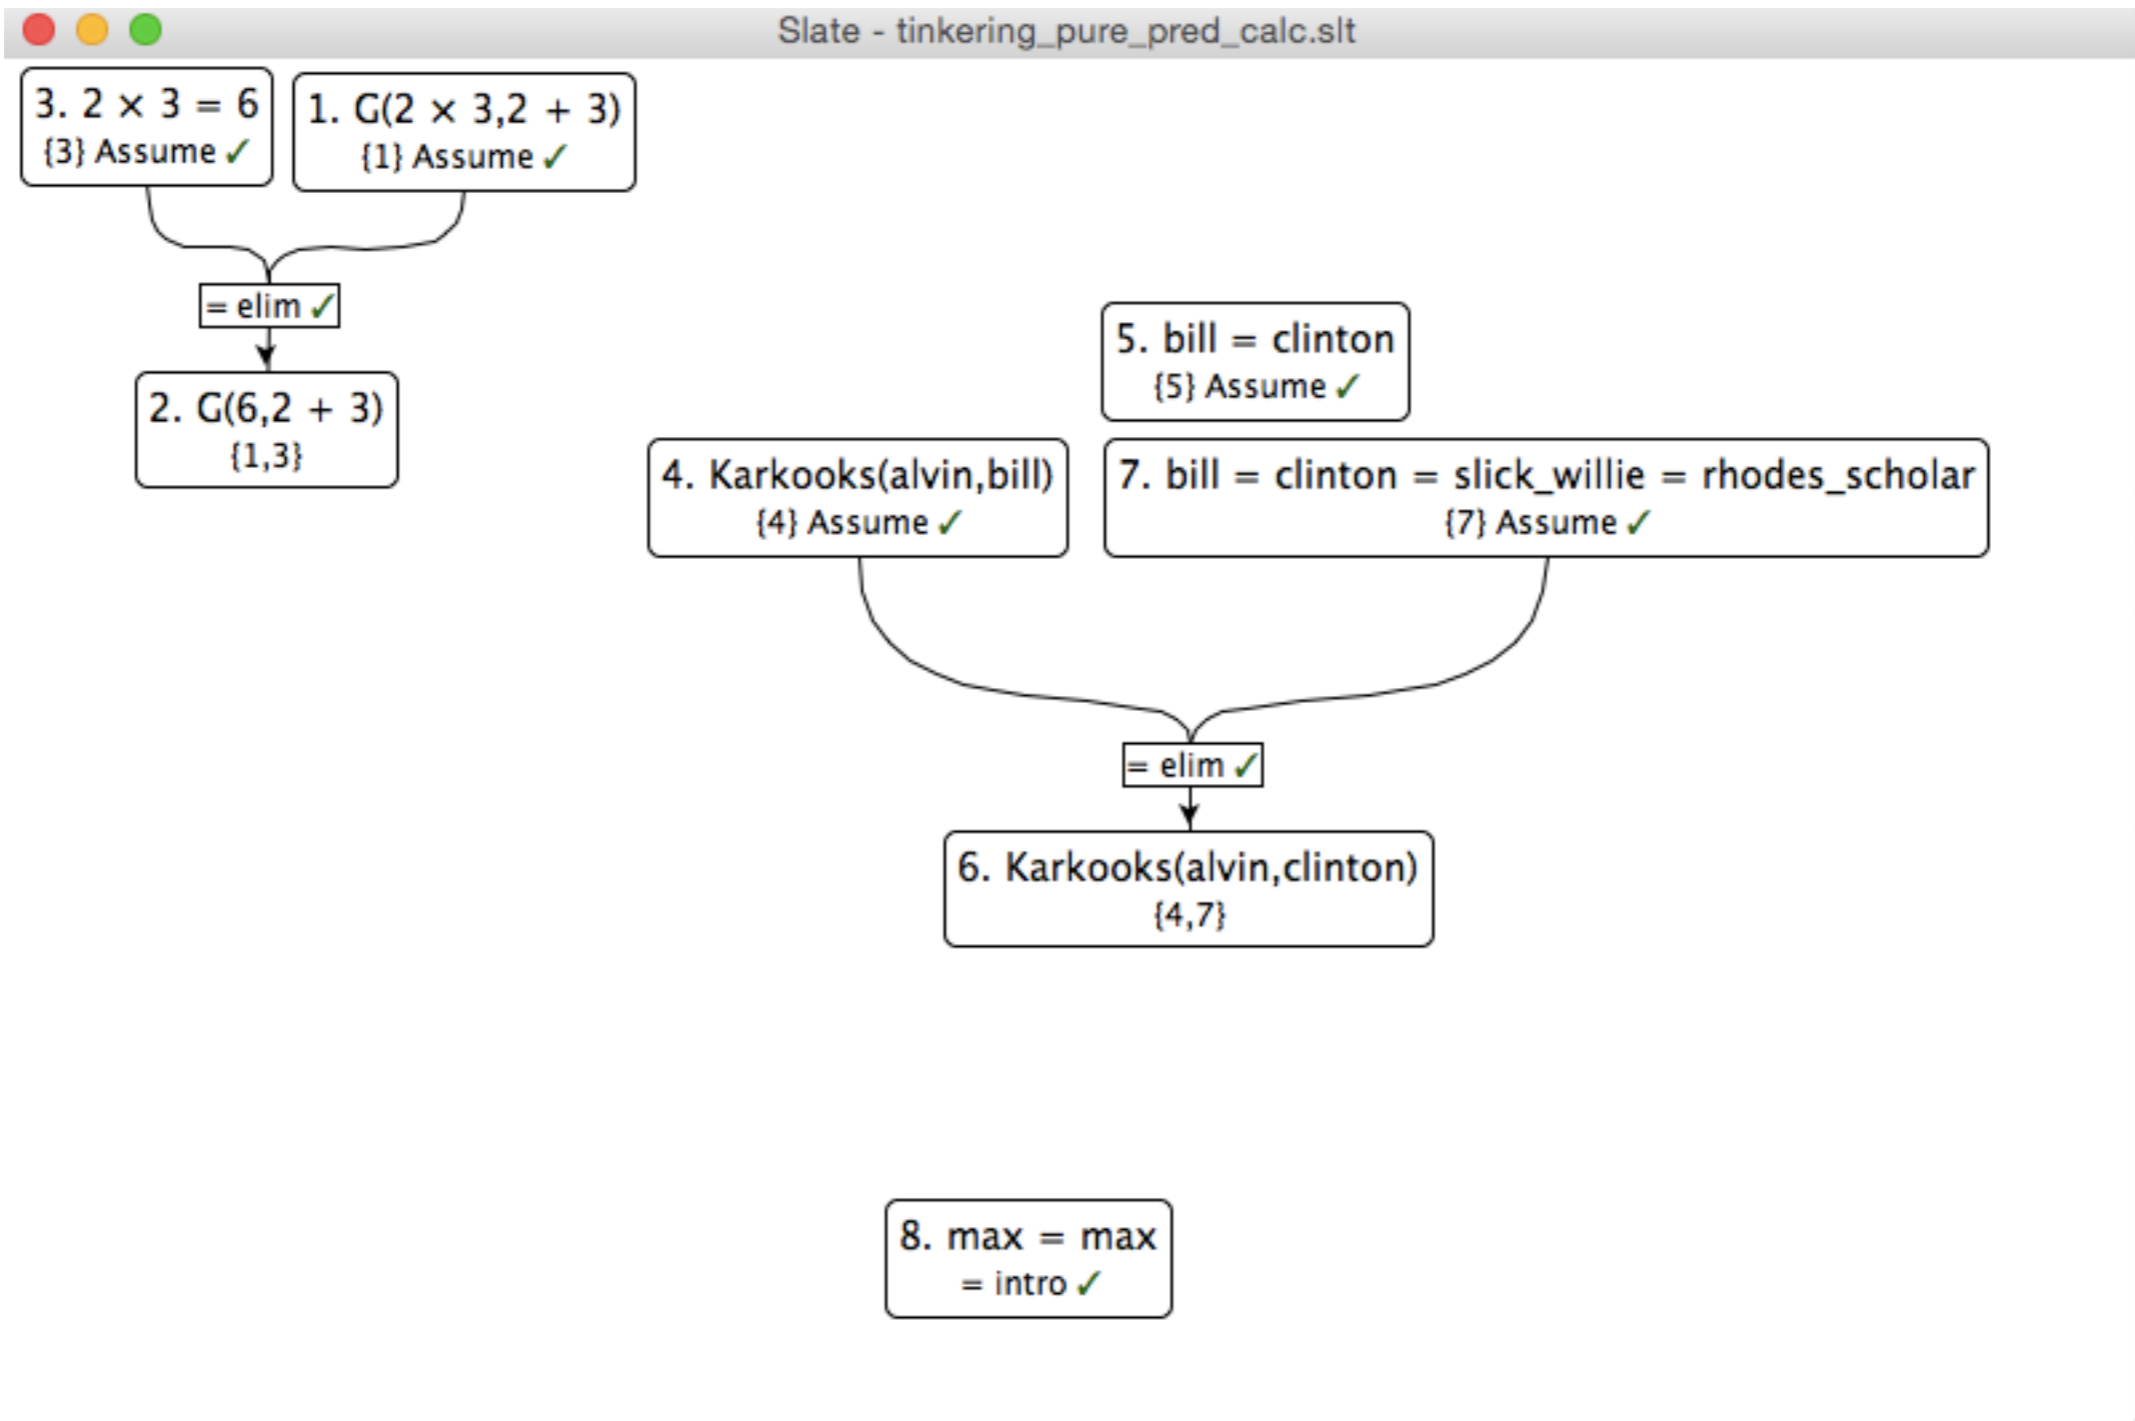 Slate - tinkering_pure_pred_calc.slt
3. 2 × 3 = 6
{3} Assume ✓
1. G(2 × 3,2 + 3)
{1} Assume ✓
= elim ✓
2. G(6,2 + 3)
{1,3}
5. bill = clinton
{5} Assume ✓
4. Karkooks(alvin,bill)
{4} Assume ✓
7. bill = clinton = slick_willie = rhodes_scholar
{7} Assume ✓
= elim ✓
6. Karkooks(alvin,clinton)
{4,7}
8. max = max
= intro ✓